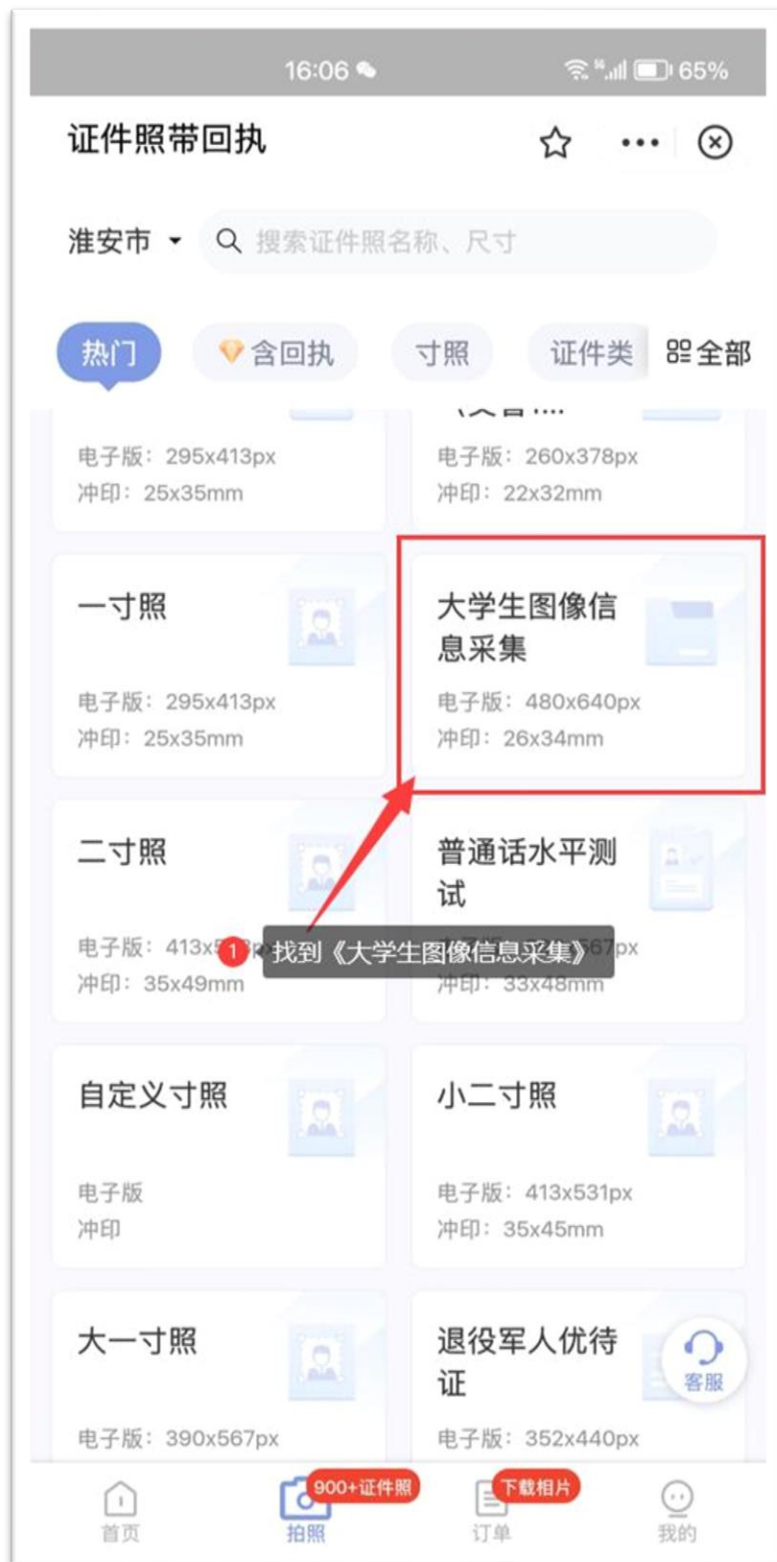 16:06
5G
65%
证件照带回执
淮安市
搜索证件照名称、尺寸
热门
含回执
寸照
证件类
全部
电子版：295x413px
冲印：25x35mm
电子版：260x378px
冲印：22x32mm
一寸照
电子版：295x413px
冲印：25x35mm
大学生图像信
息采集
电子版：480x640px
冲印：26x34mm
二寸照
冲印：35x49mm
普通话水平测
试
冲印：33x48mm
1
找到《大学生图像信息采集》
自定义寸照
电子版
冲印
小二寸照
电子版：413x531px
冲印：35x45mm
大一寸照
电子版：390x567px
退役军人优待
证
电子版：352x440px
客服
900+证件照
下载相片
首页
拍照
订单
我的